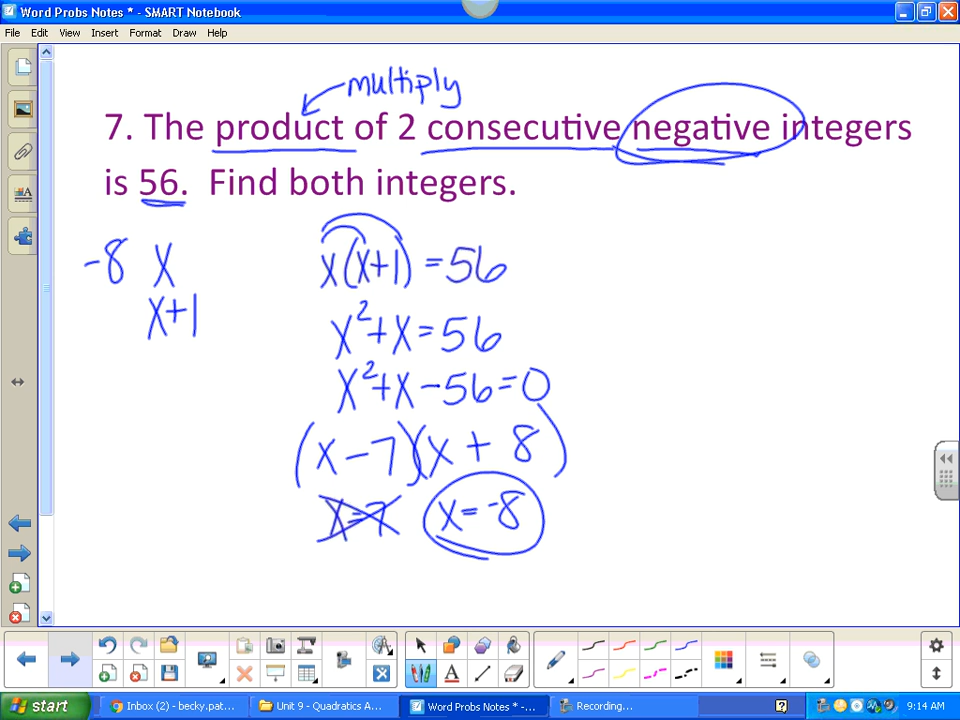 Word Probs Notes * - SMART Notebook
File Edit View Insert Format Draw Help
multiply
7. The product of 2 consecutive negative integers
is 56. Find both integers.
-8 x
x+1
x(x+1) = 56
x²+x = 56
x²+x-56=0
(x-7)(x + 8)
x=7 x=-8
start
Inbox (2) - becky.pat...
Unit 9 - Quadratics A...
Word Probs Notes * -...
Recording...
9:14 AM